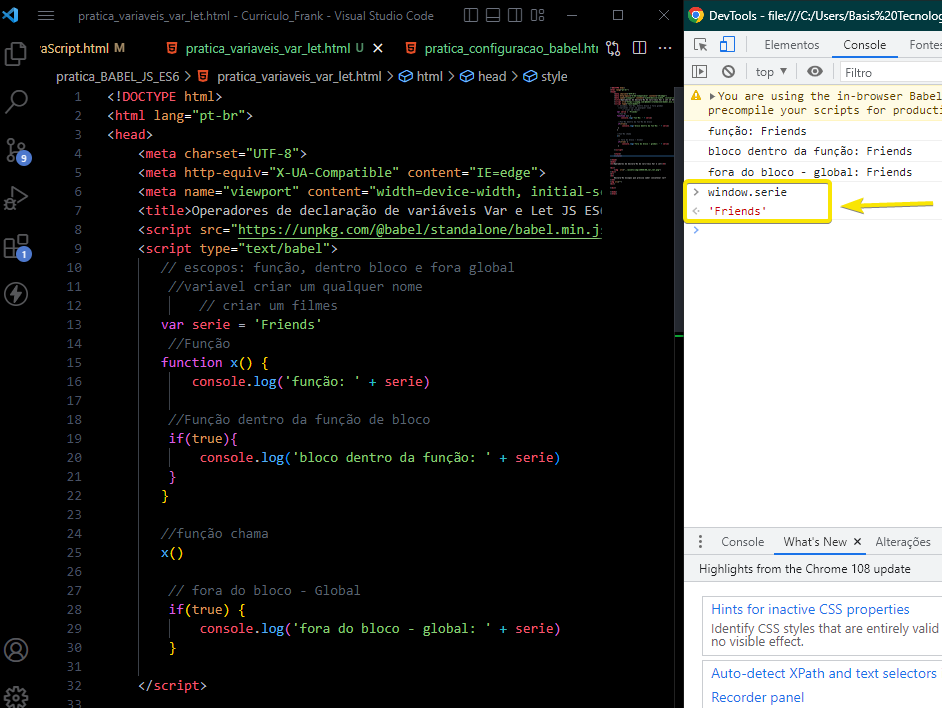 pratica_variaveis_var_let.html - Curriculo_Frank - Visual Studio Code
aScript.html M
pratica_variaveis_var_let.html U
pratica_configuracao_babel.htm
pratica_BABEL_JS_ES6 > pratica_variaveis_var_let.html > html > head > style
1 <!DOCTYPE html>
2 <html lang="pt-br">
3 <head>
4 <meta charset="UTF-8">
5 <meta http-equiv="X-UA-Compatible" content="IE=edge">
6 <meta name="viewport" content="width=device-width, initial-sc
7 <title>Operadores de declaração de variáveis Var e Let JS ES6
8 <script src="https://unpkg.com/@babel/standalone/babel.min.js
9 <script type="text/babel">
10 // escopos: função, dentro bloco e fora global
11 //variavel criar um qualquer nome
12 // criar um filmes
13 var serie = 'Friends'
14 //Função
15 function x() {
16 console.log('função: ' + serie)
17
18 //Função dentro da função de bloco
19 if(true){
20 console.log('bloco dentro da função: ' + serie)
21 }
22 }
23
24 //função chama
25 x()
26
27 // fora do bloco - Global
28 if(true) {
29 console.log('fora do bloco - global: ' + serie)
30 }
31
32 </script>
33
9
1
DevTools - file:///C:/Users/Basis%20Tecnolog
Elementos Console Fontes
top Filtro
You are using the in-browser Babel
precompile your scripts for producti
função: Friends
bloco dentro da função: Friends
fora do bloco - global: Friends
> window.serie
'Friends'
>
Console What's New Alterações
Highlights from the Chrome 108 update
Hints for inactive CSS properties
Identify CSS styles that are entirely valid
no visible effect.
Auto-detect XPath and text selectors
Recorder panel